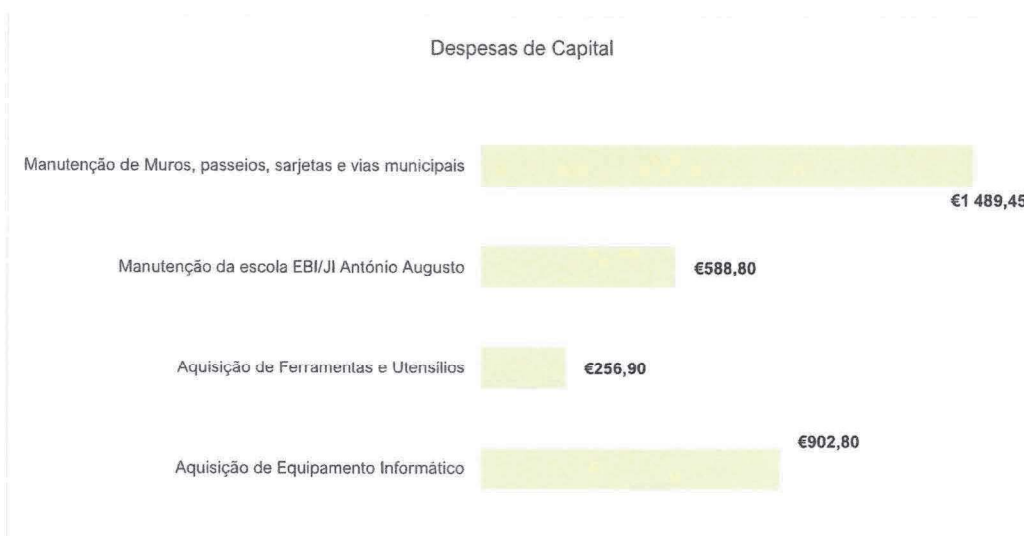 Despesas de Capital
Manutenção de Muros, passeios, sarjetas e vias municipais
€1 489,45
Manutenção da escola EBI/JI António Augusto
€588,80
Aquisição de Ferramentas e Utensílios
€256,90
€902,80
Aquisição de Equipamento Informático